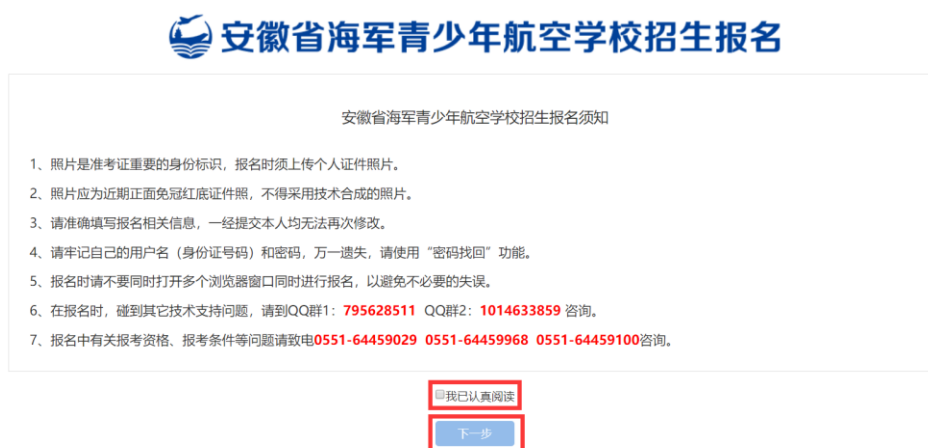 安徽省海军青少年航空学校招生报名
安徽省海军青少年航空学校招生报名须知
1、照片是准考证重要的身份标识，报名时须上传个人证件照片。
2、照片应为近期正面免冠红底证件照，不得采用技术合成的照片。
3、请准确填写报名相关信息，一经提交本人均无法再次修改。
4、请牢记自己的用户名（身份证号码）和密码，万一遗失，请使用“密码找回”功能。
5、报名时请不要同时打开多个浏览器窗口同时进行报名，以避免不必要的失误。
6、在报名时，碰到其它技术支持问题，请到QQ群1：795628511 QQ群2：1014633859 咨询。
7、报名中有关报考资格、报考条件等问题请致电0551-64459029 0551-64459968 0551-64459100咨询。
我已认真阅读
下一步